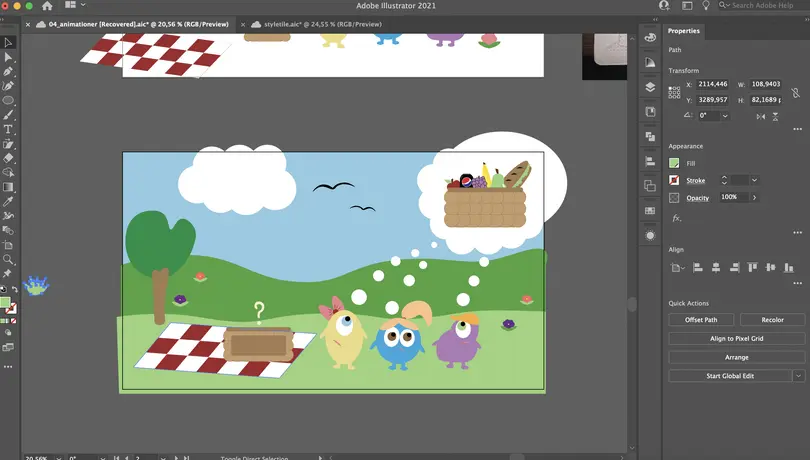 Adobe Illustrator 2021
Search Adobe Help
× 04_animationer [Recovered].aic* @ 20,56 % (RGB/Preview)
× styletile.aic* @ 24,55 % (RGB/Preview)
Properties
Path
Transform
X: 2114,446
W: 108,9403
Y: 3289,957
H: 82,1689 p
0°
Appearance
Fill
Stroke
Opacity 100%
fx.
Align
Quick Actions
Offset Path
Recolor
Align to Pixel Grid
Arrange
Start Global Edit
?
20,56%
0°
2
Toggle Direct Selection